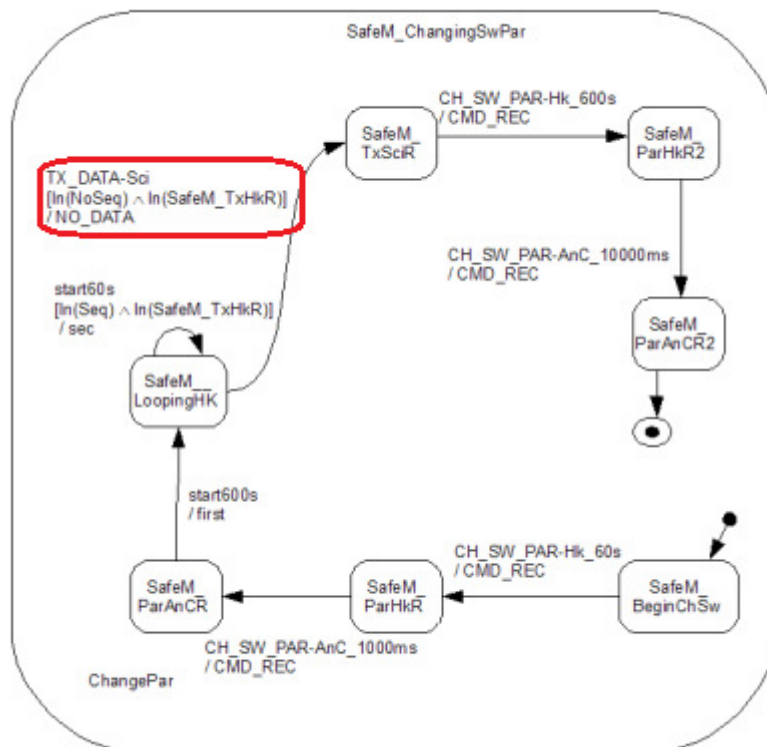 SafeM_ChangingSwPar
CH_SW_PAR-Hk_600s
/ CMD_REC
SafeM_
TxSciR
SafeM_
ParHkR2
TX_DATA-Sci
[In(NoSeq) ∧ In(SafeM_TxHkR)]
/ NO_DATA
CH_SW_PAR-AnC_10000ms
/ CMD_REC
start60s
[In(Seq) ∧ In(SafeM_TxHkR)]
/ sec
SafeM_
ParAnCR2
SafeM__
LoopingHK
start600s
/ first
CH_SW_PAR-Hk_60s
/ CMD_REC
SafeM_
ParAnCR
SafeM_
ParHkR
SafeM_
BeginChSw
CH_SW_PAR-AnC_1000ms
/ CMD_REC
ChangePar